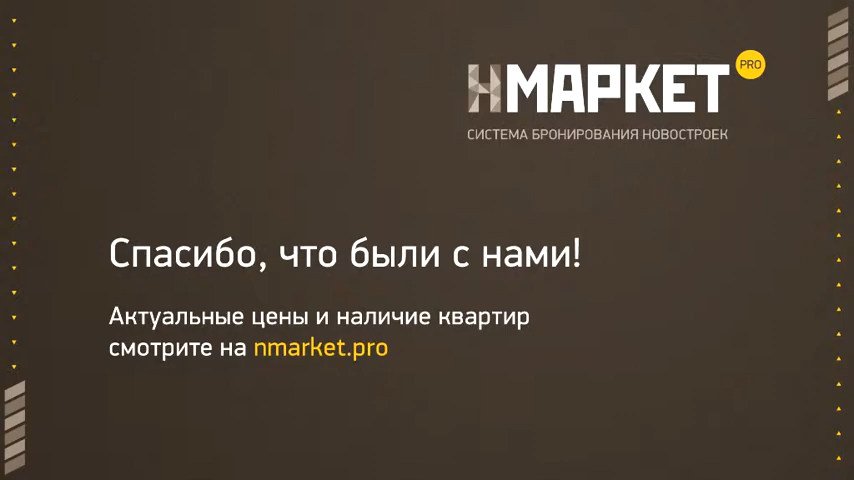 НМАРКЕТ PRO
СИСТЕМА БРОНИРОВАНИЯ НОВОСТРОЕК
Спасибо, что были с нами!
Актуальные цены и наличие квартир
смотрите на nmarket.pro